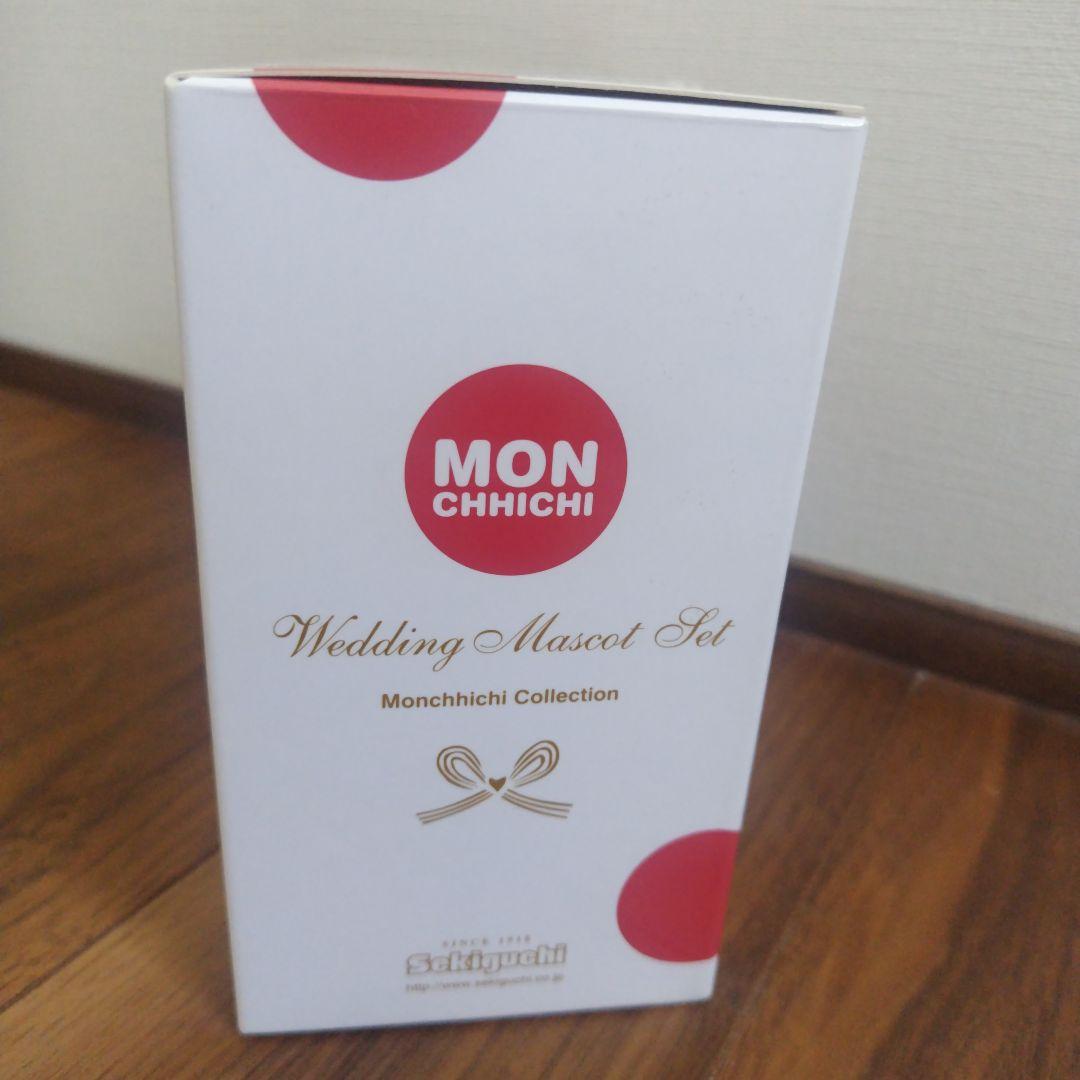 MON
CHHICHI
Wedding Mascot Set
Monchhichi Collection
SINCE 1918
Sekiguchi
http://www.sekiguchi.co.jp